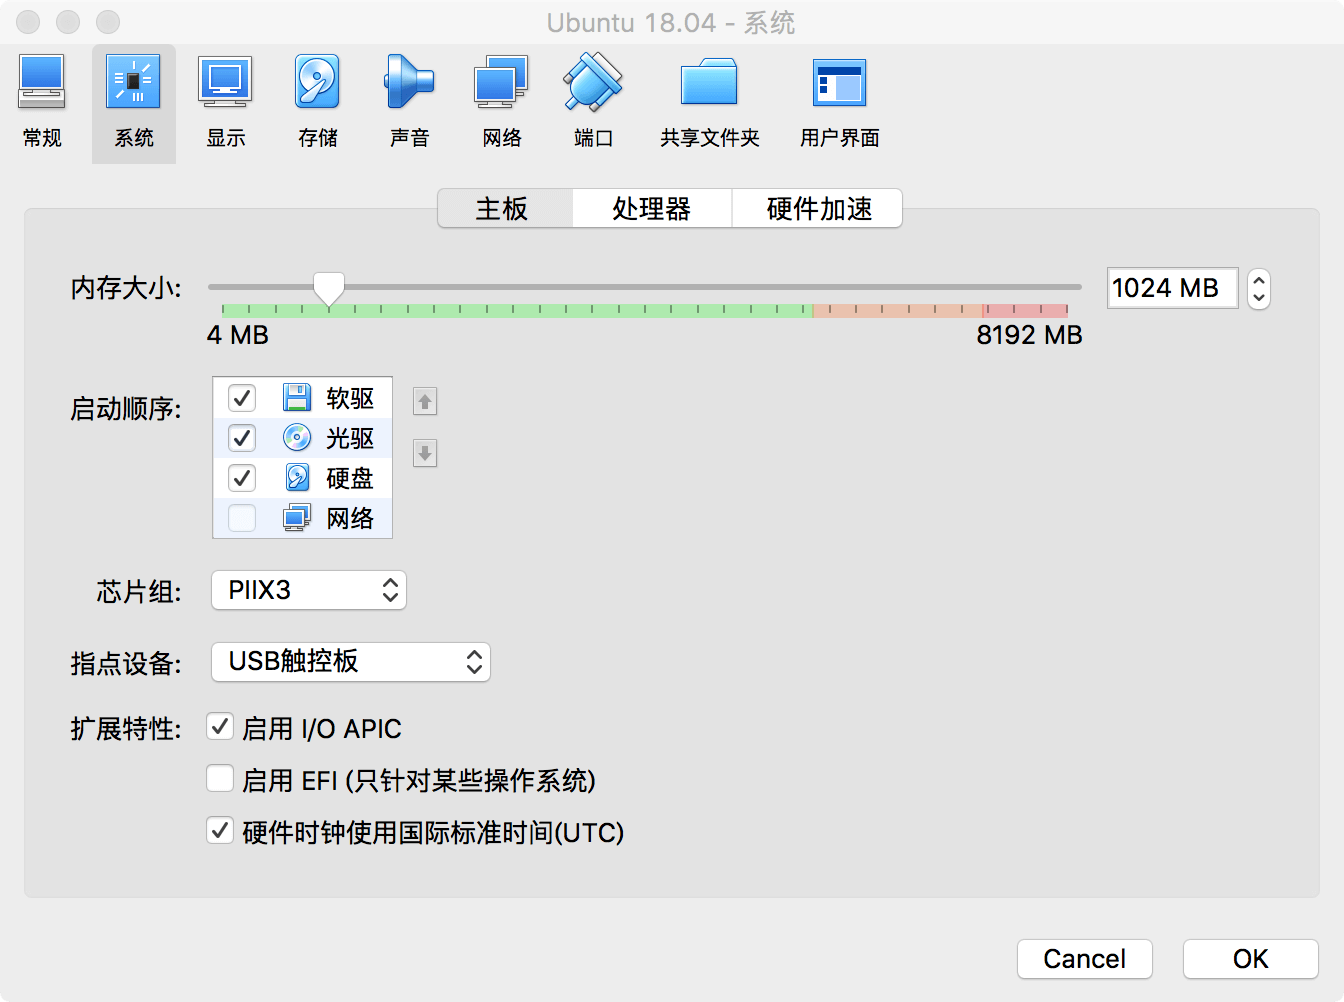 Ubuntu 18.04 - 系统
常规 系统 显示 存储 声音 网络 端口 共享文件夹 用户界面
主板 处理器 硬件加速
内存大小: 1024 MB
4 MB 8192 MB
启动顺序: 软驱
光驱
硬盘
网络
芯片组: PIIX3
指点设备: USB触控板
扩展特性: 启用 I/O APIC
启用 EFI (只针对某些操作系统)
硬件时钟使用国际标准时间(UTC)
Cancel OK